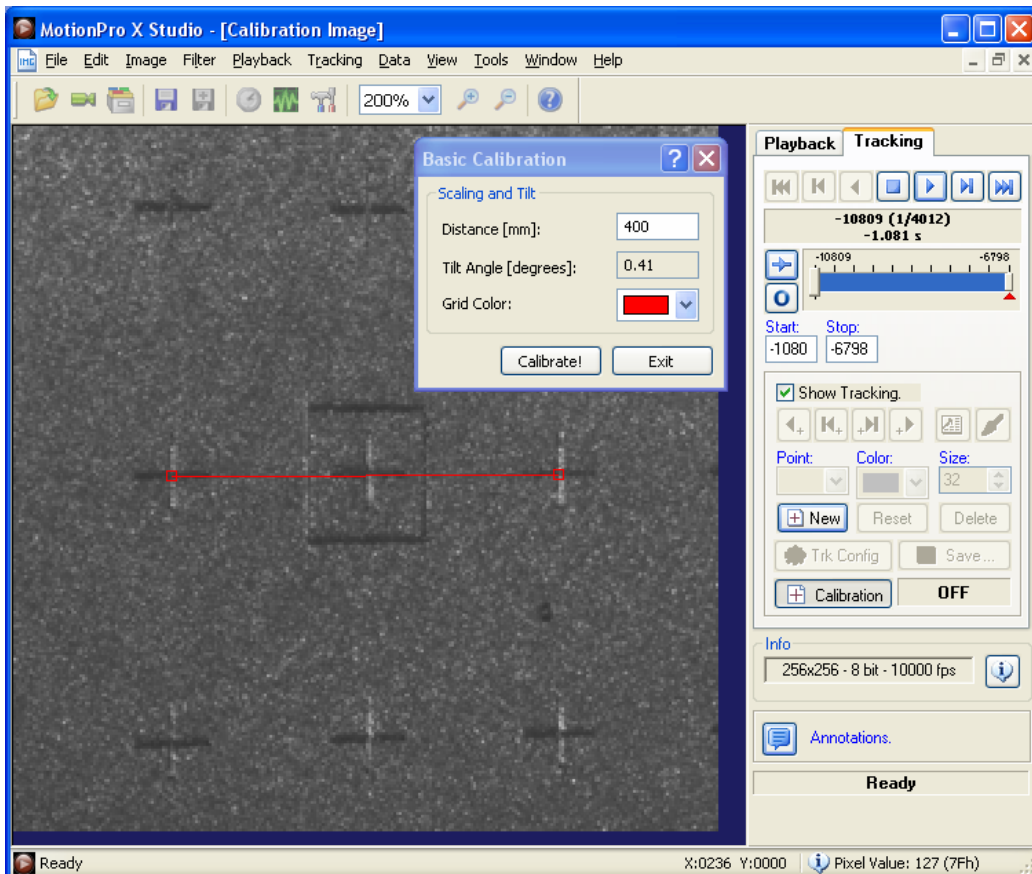 MotionPro X Studio - [Calibration Image]
File Edit Image Filter Playback Tracking Data View Tools Window Help
200%
Basic Calibration
Scaling and Tilt
Distance [mm]: 400
Tilt Angle [degrees]: 0.41
Grid Color:
Calibrate! Exit
Playback Tracking
-10809 (1/4012)
-1.081 s
-10809 -6798
Start: Stop:
-1080 -6798
Show Tracking.
Point: Color: Size:
32
New Reset Delete
Trk Config Save...
Calibration OFF
Info
256x256 - 8 bit - 10000 fps
Annotations.
Ready
Ready X:0236 Y:0000 Pixel Value: 127 (7Fh)